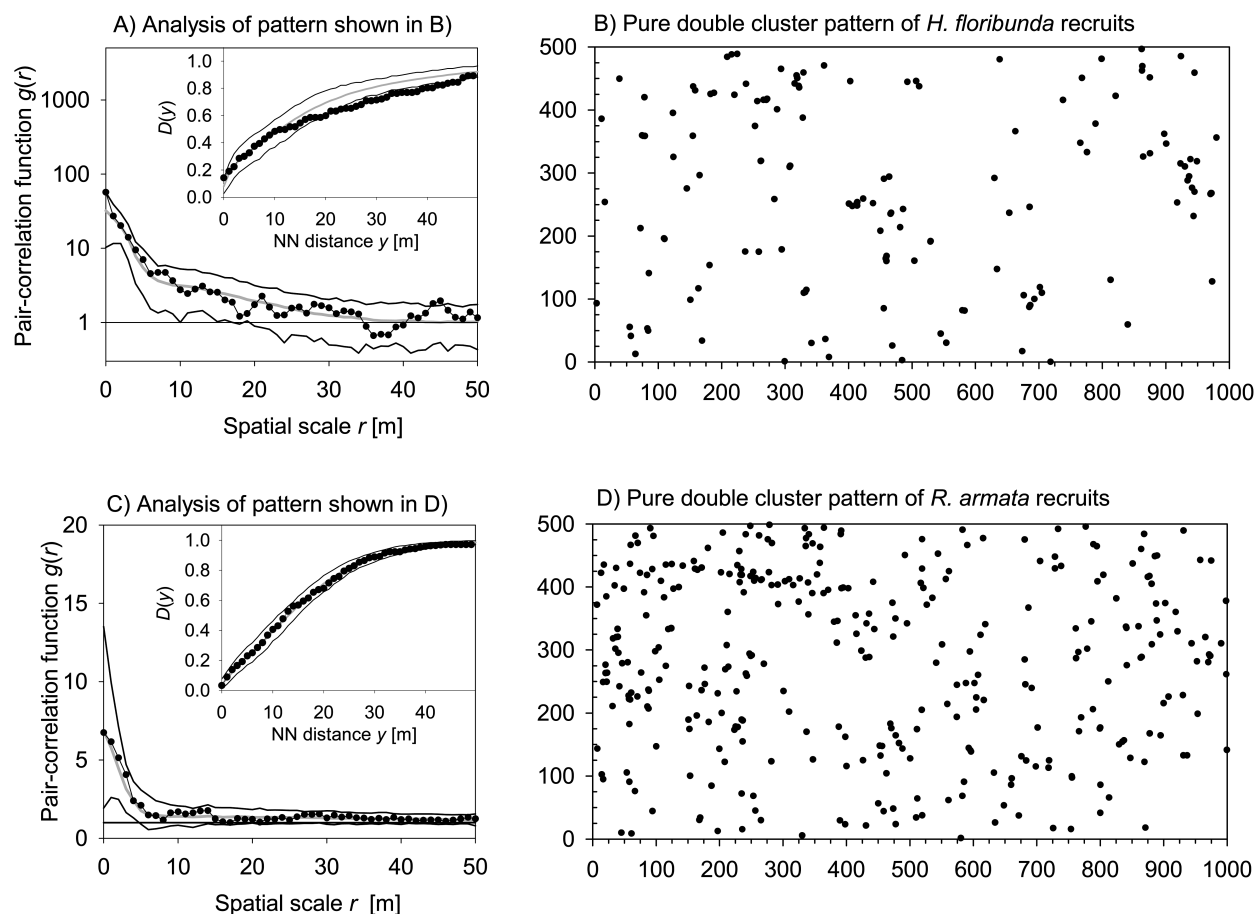 A) Analysis of pattern shown in B)
Pair-correlation function g(r)
1000
100
10
1
0 10 20 30 40 50
Spatial scale r [m]
D(y)
1.0
0.8
0.6
0.4
0.2
0.0
0 10 20 30 40
NN distance y [m]
B) Pure double cluster pattern of H. floribunda recruits
500
400
300
200
100
0
0 100 200 300 400 500 600 700 800 900 1000
C) Analysis of pattern shown in D)
Pair-correlation function g(r)
20
15
10
5
0
0 10 20 30 40 50
Spatial scale r [m]
D(y)
1.0
0.8
0.6
0.4
0.2
0.0
0 20 40
NN distance y [m]
D) Pure double cluster pattern of R. armata recruits
500
400
300
200
100
0
0 100 200 300 400 500 600 700 800 900 1000